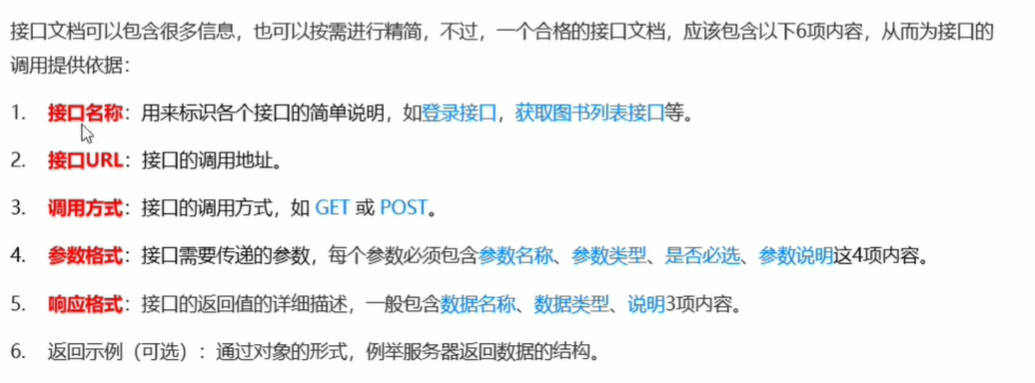 接口文档可以包含很多信息，也可以按需进行精简，不过，一个合格的接口文档，应该包含以下6项内容，从而为接口的
调用提供依据：
1. 接口名称：用来标识各个接口的简单说明，如登录接口，获取图书列表接口等。
2. 接口URL：接口的调用地址。
3. 调用方式：接口的调用方式，如 GET 或 POST。
4. 参数格式：接口需要传递的参数，每个参数必须包含参数名称、参数类型、是否必选、参数说明这4项内容。
5. 响应格式：接口的返回值的详细描述，一般包含数据名称、数据类型、说明3项内容。
6. 返回示例（可选）：通过对象的形式，例举服务器返回数据的结构。